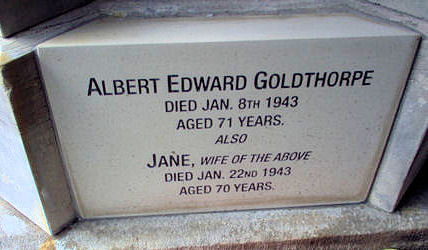 ALBERT EDWARD GOLDTHORPE
DIED JAN. 8TH 1943
AGED 71 YEARS.
ALSO
JANE, WIFE OF THE ABOVE
DIED JAN. 22ND 1943
AGED 70 YEARS.